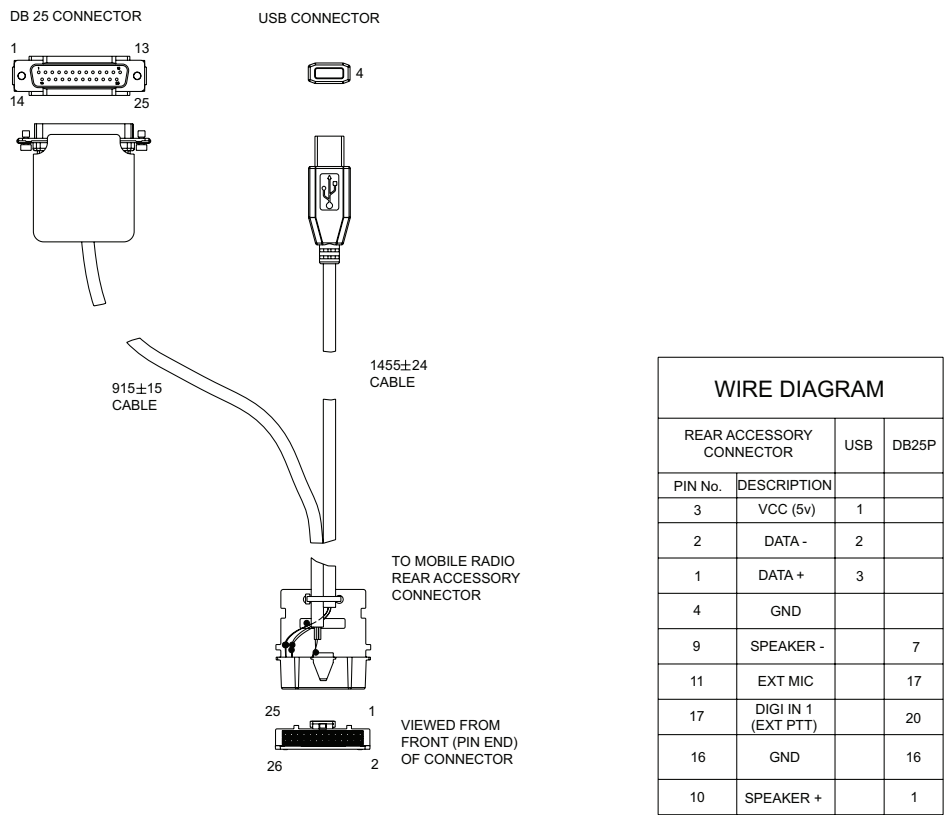 DB 25 CONNECTOR
USB CONNECTOR
1 13
14 25
4
915±15
CABLE
1455±24
CABLE
TO MOBILE RADIO
REAR ACCESSORY
CONNECTOR
25 1
26 2
VIEWED FROM
FRONT (PIN END)
OF CONNECTOR
WIRE DIAGRAM
REAR ACCESSORY
CONNECTOR
USB DB25P
PIN No. DESCRIPTION
3 VCC (5v) 1
2 DATA - 2
1 DATA + 3
4 GND
9 SPEAKER - 7
11 EXT MIC 17
17 DIGI IN 1
(EXT PTT) 20
16 GND 16
10 SPEAKER + 1